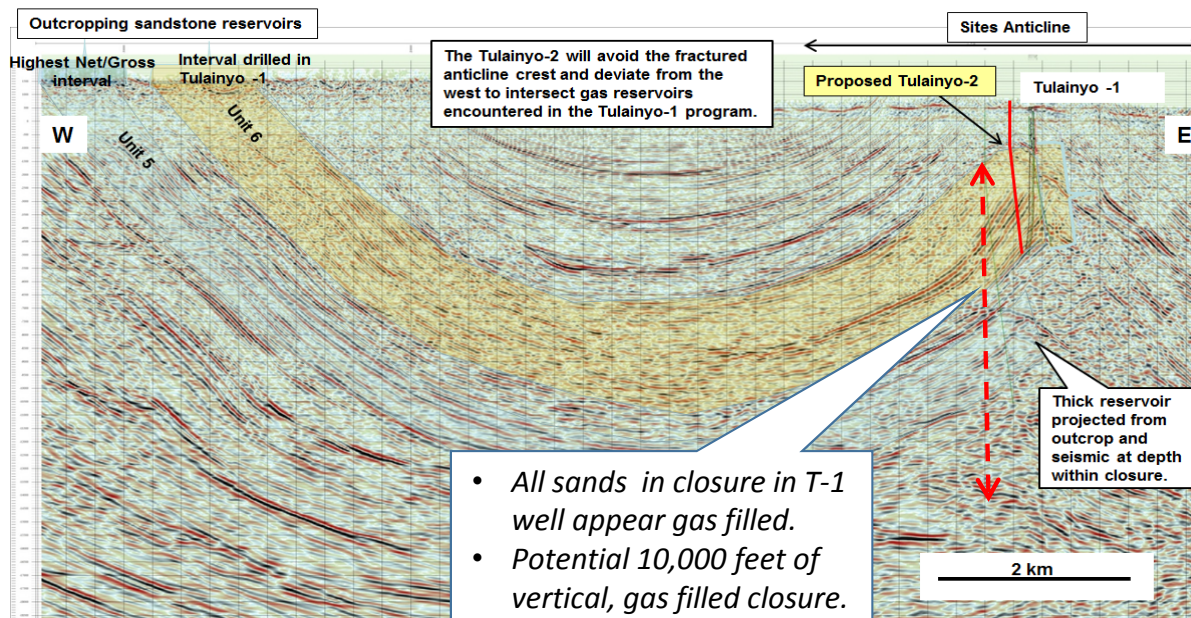 Outcropping sandstone reservoirs
Sites Anticline
Highest Net/Gross
interval
Interval drilled in
Tulainyo -1
The Tulainyo-2 will avoid the fractured
anticline crest and deviate from the
west to intersect gas reservoirs
encountered in the Tulainyo-1 program.
Proposed Tulainyo-2
Tulainyo -1
W
E
Unit 5
Unit 6
Thick reservoir
projected from
outcrop and
seismic at depth
within closure.
• All sands in closure in T-1
well appear gas filled.
• Potential 10,000 feet of
vertical, gas filled closure.
2 km